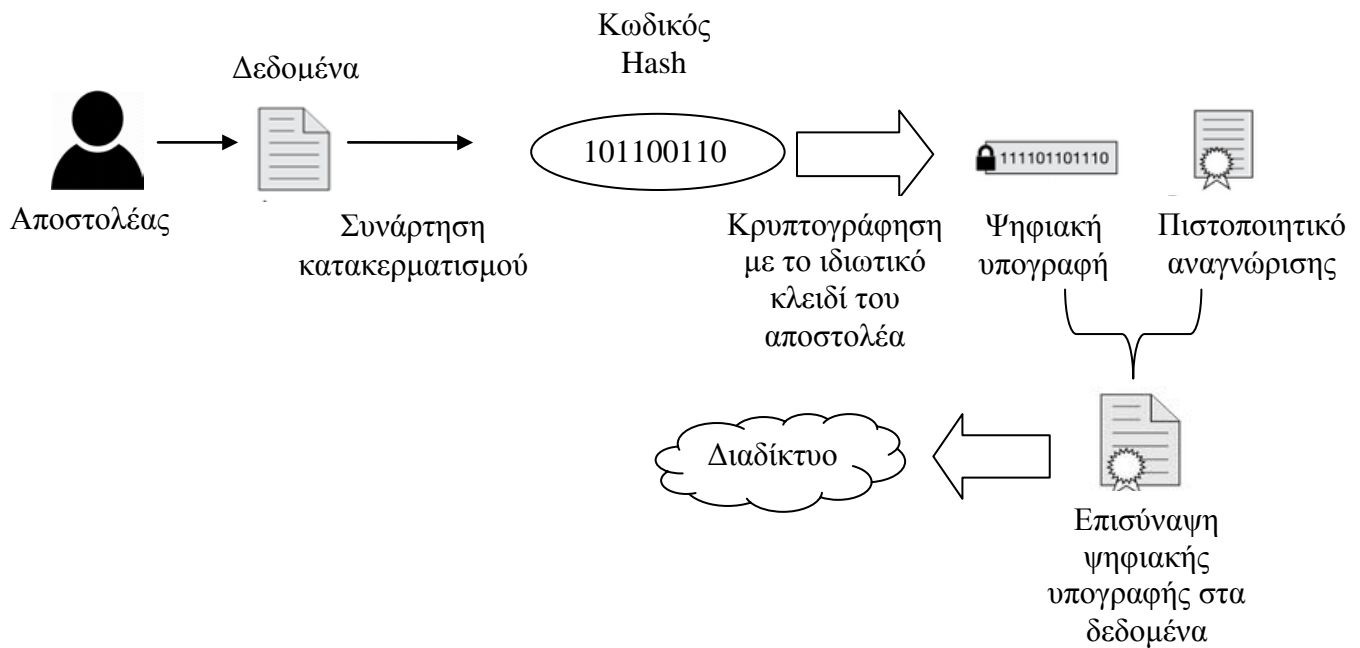 Κωδικός
Hash
Δεδομένα
101100110
111101101110
Αποστολέας
Συνάρτηση
κατακερματισμού
Κρυπτογράφηση
με το ιδιωτικό
κλειδί του
αποστολέα
Ψηφιακή
υπογραφή
Πιστοποιητικό
αναγνώρισης
Διαδίκτυο
Επισύναψη
ψηφιακής
υπογραφής στα
δεδομένα